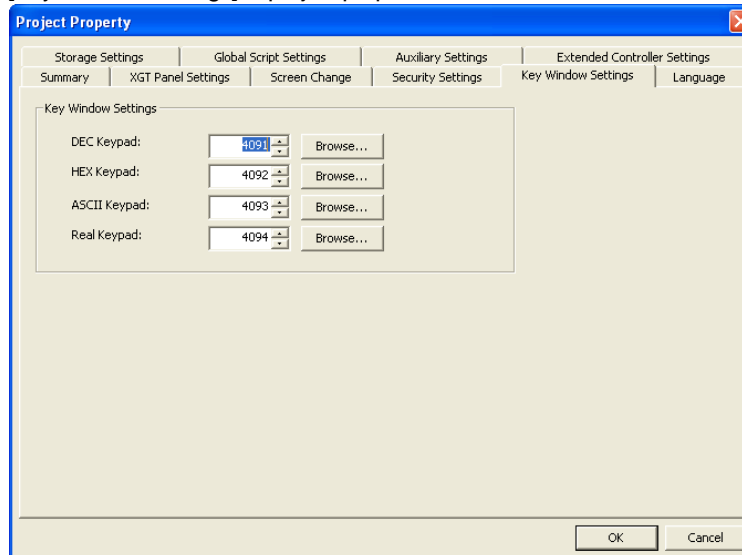 Project Property
Storage Settings Global Script Settings Auxiliary Settings Extended Controller Settings
Summary XGT Panel Settings Screen Change Security Settings Key Window Settings Language
Key Window Settings
DEC Keypad: 4091 Browse...
HEX Keypad: 4092 Browse...
ASCII Keypad: 4093 Browse...
Real Keypad: 4094 Browse...
OK Cancel